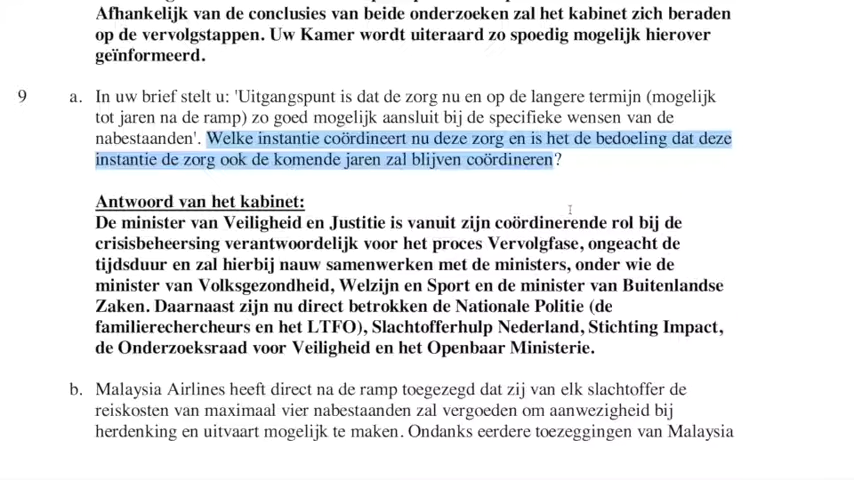 Afhankelijk van de conclusies van beide onderzoeken zal het kabinet zich beraden
op de vervolgstappen. Uw Kamer wordt uiteraard zo spoedig mogelijk hierover
geïnformeerd.
9 a. In uw brief stelt u: 'Uitgangspunt is dat de zorg nu en op de langere termijn (mogelijk
tot jaren na de ramp) zo goed mogelijk aansluit bij de specifieke wensen van de
nabestaanden'. Welke instantie coördineert nu deze zorg en is het de bedoeling dat deze
instantie de zorg ook de komende jaren zal blijven coördineren?
Antwoord van het kabinet:
De minister van Veiligheid en Justitie is vanuit zijn coördinerende rol bij de
crisisbeheersing verantwoordelijk voor het proces Vervolgfase, ongeacht de
tijdsduur en zal hierbij nauw samenwerken met de ministers, onder wie de
minister van Volksgezondheid, Welzijn en Sport en de minister van Buitenlandse
Zaken. Daarnaast zijn nu direct betrokken de Nationale Politie (de
familierechercheurs en het LTFO), Slachtofferhulp Nederland, Stichting Impact,
de Onderzoeksraad voor Veiligheid en het Openbaar Ministerie.
b. Malaysia Airlines heeft direct na de ramp toegezegd dat zij van elk slachtoffer de
reiskosten van maximaal vier nabestaanden zal vergoeden om aanwezigheid bij
herdenking en uitvaart mogelijk te maken. Ondanks eerdere toezeggingen van Malaysia